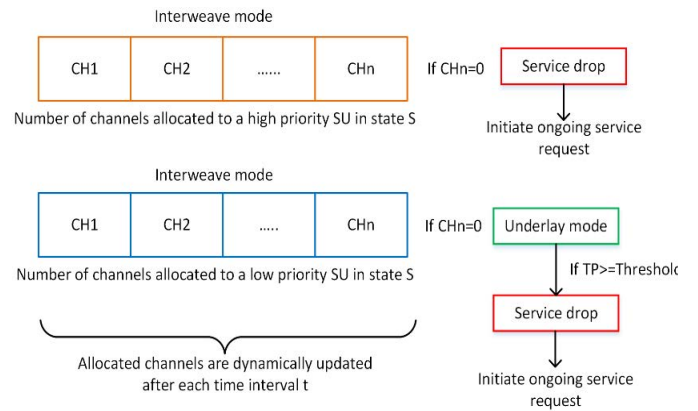 Interweave mode
CH1 CH2 ...... CHn If CHn=0 Service drop
Number of channels allocated to a high priority SU in state S
Initiate ongoing service
request
Interweave mode
CH1 CH2 ..... CHn If CHn=0 Underlay mode
If TP>=Threshold
Number of channels allocated to a low priority SU in state S
Service drop
Allocated channels are dynamically updated
after each time interval t
Initiate ongoing service
request